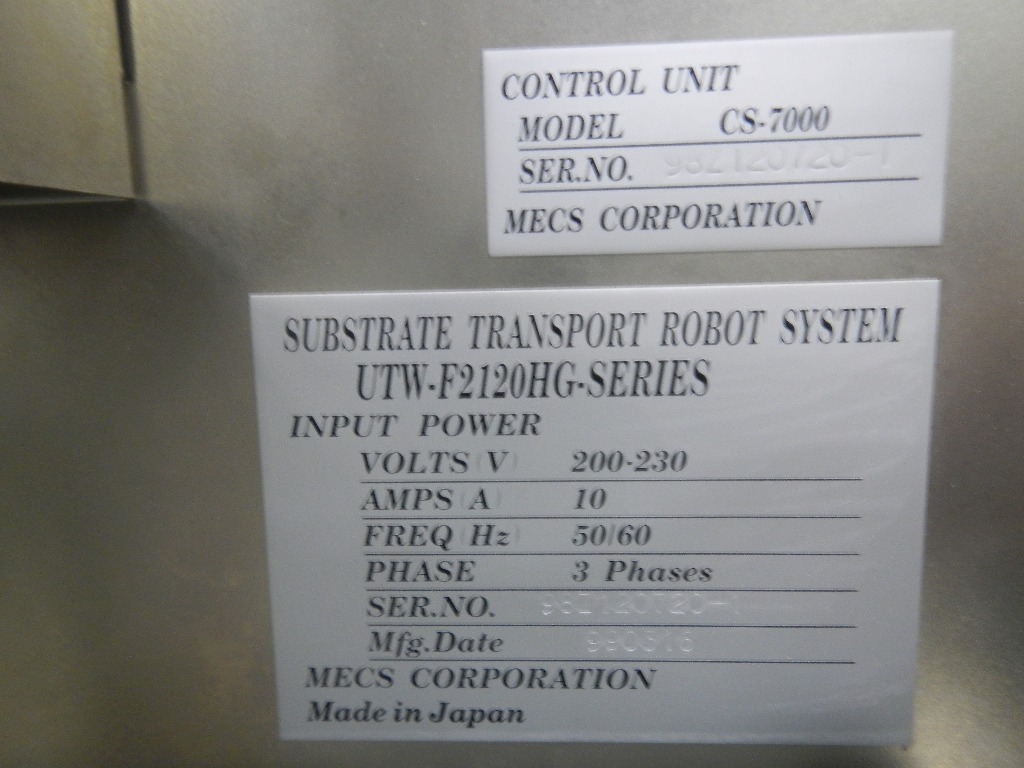 CONTROL UNIT
MODEL CS-7000
SER.NO.
MECS CORPORATION
SUBSTRATE TRANSPORT ROBOT SYSTEM
UTW-F2120HG-SERIES
INPUT POWER
VOLTS (V) 200-230
AMPS (A) 10
FREQ (Hz) 50/60
PHASE 3 Phases
SER.NO.
Mfg.Date
MECS CORPORATION
Made in Japan